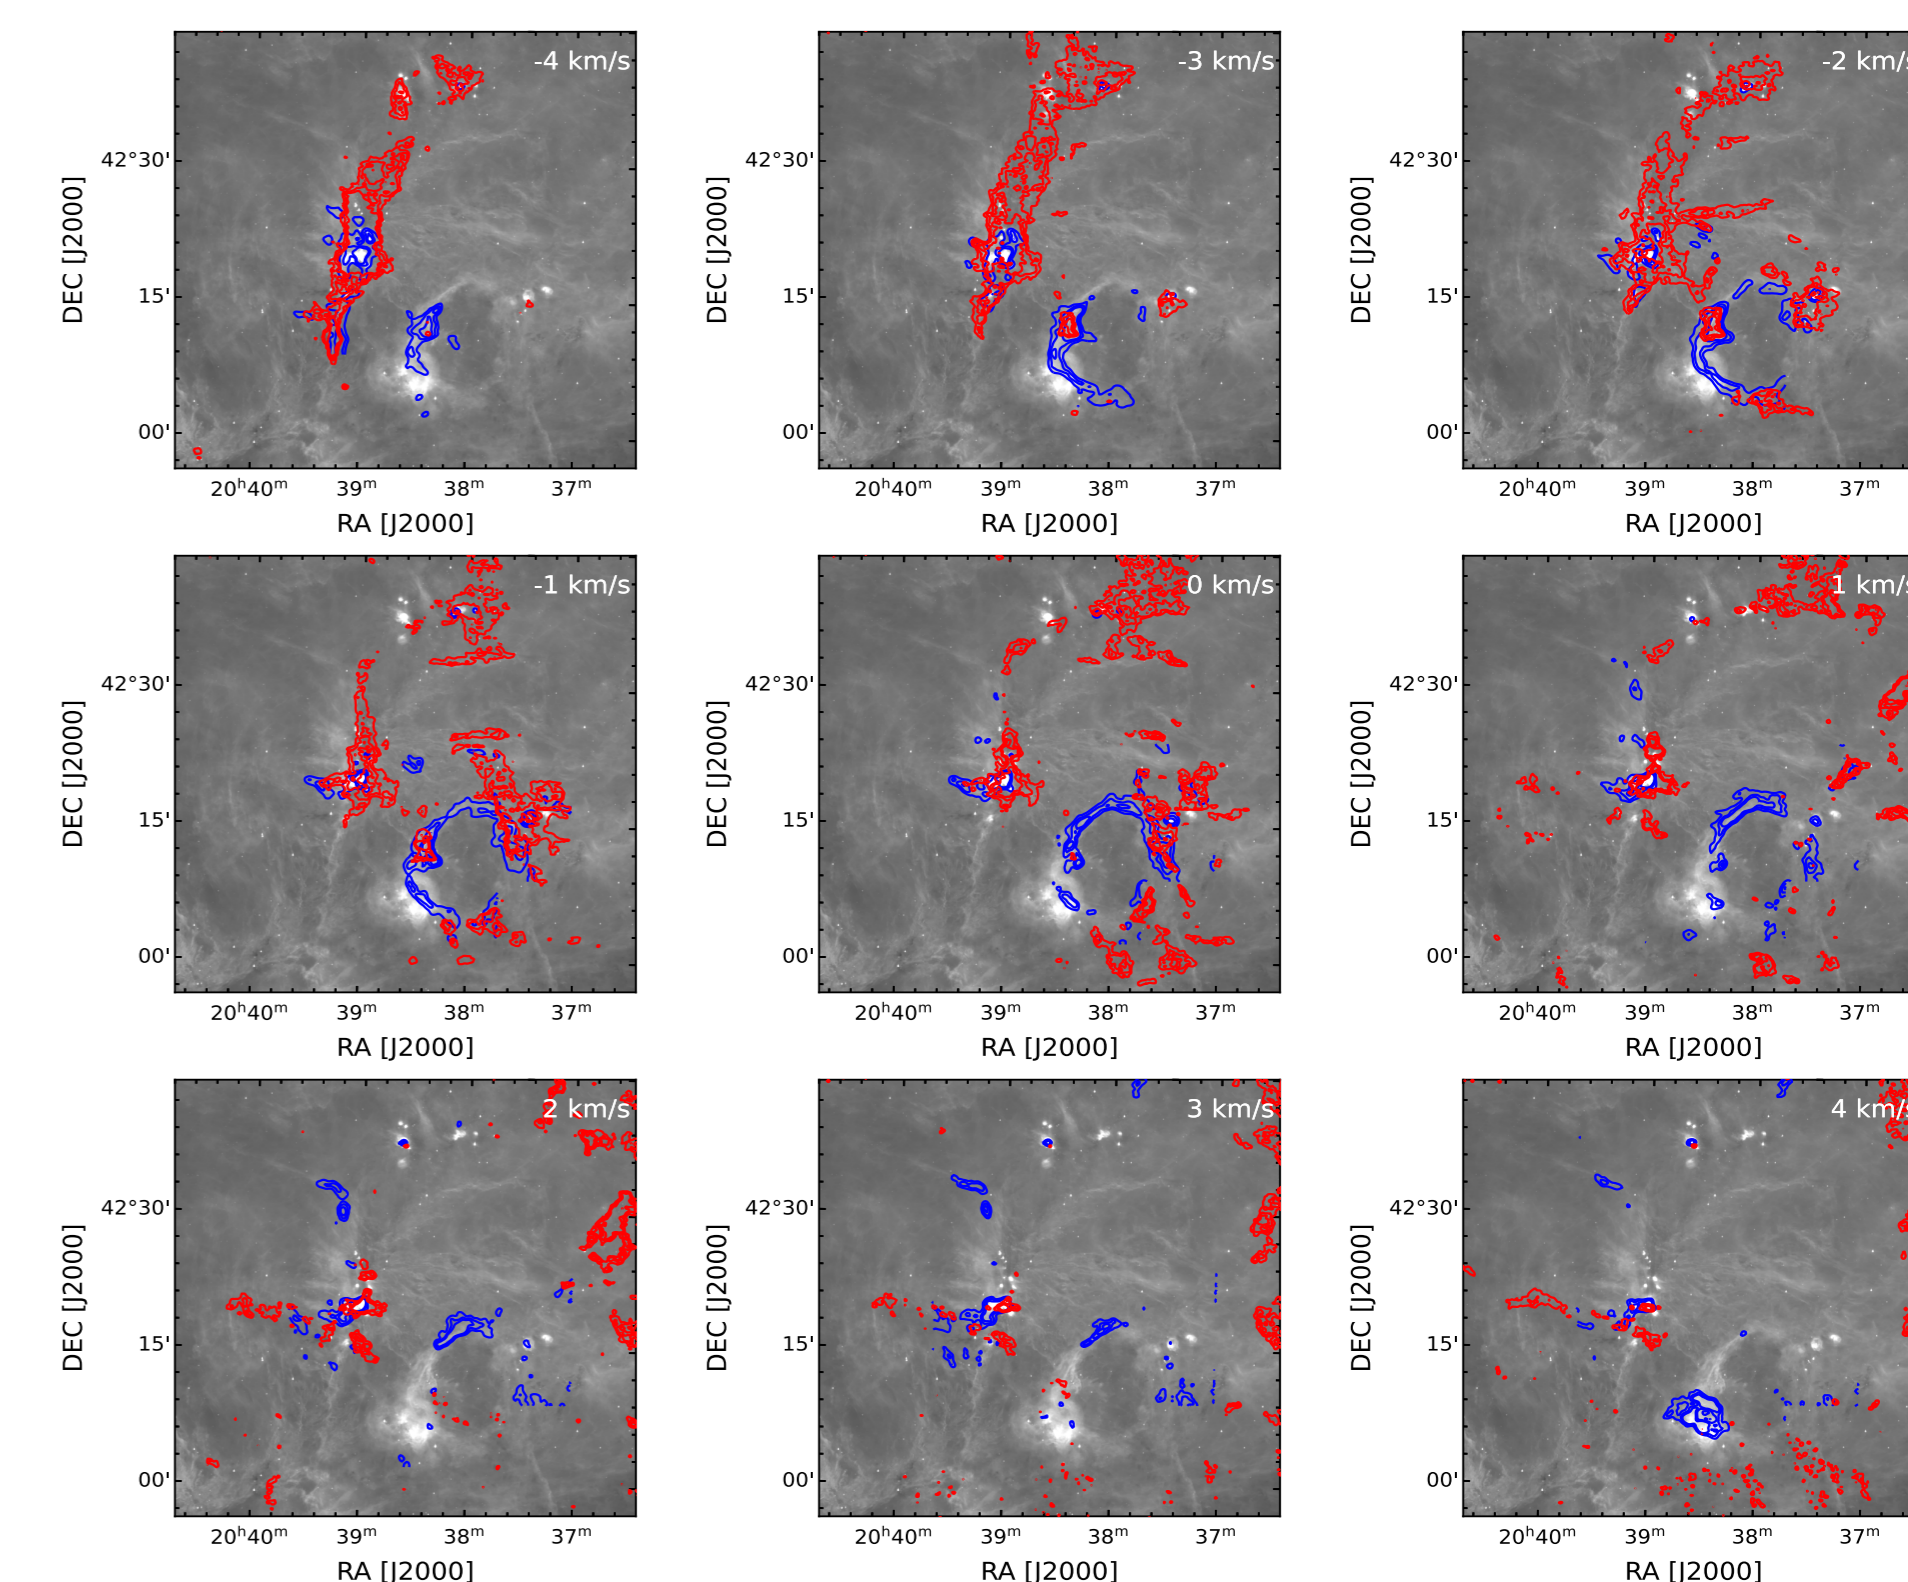 -4 km/s
-3 km/s
-2 km/s
DEC [J2000]
42°30'
15'
00'
DEC [J2000]
42°30'
15'
00'
DEC [J2000]
42°30'
15'
00'
20ʰ40ᵐ 39ᵐ 38ᵐ 37ᵐ
20ʰ40ᵐ 39ᵐ 38ᵐ 37ᵐ
20ʰ40ᵐ 39ᵐ 38ᵐ 37ᵐ
RA [J2000]
RA [J2000]
RA [J2000]
-1 km/s
0 km/s
1 km/s
DEC [J2000]
42°30'
15'
00'
DEC [J2000]
42°30'
15'
00'
DEC [J2000]
42°30'
15'
00'
20ʰ40ᵐ 39ᵐ 38ᵐ 37ᵐ
20ʰ40ᵐ 39ᵐ 38ᵐ 37ᵐ
20ʰ40ᵐ 39ᵐ 38ᵐ 37ᵐ
RA [J2000]
RA [J2000]
RA [J2000]
2 km/s
3 km/s
4 km/s
DEC [J2000]
42°30'
15'
00'
DEC [J2000]
42°30'
15'
00'
DEC [J2000]
42°30'
15'
00'
20ʰ40ᵐ 39ᵐ 38ᵐ 37ᵐ
20ʰ40ᵐ 39ᵐ 38ᵐ 37ᵐ
20ʰ40ᵐ 39ᵐ 38ᵐ 37ᵐ
RA [J2000]
RA [J2000]
RA [J2000]